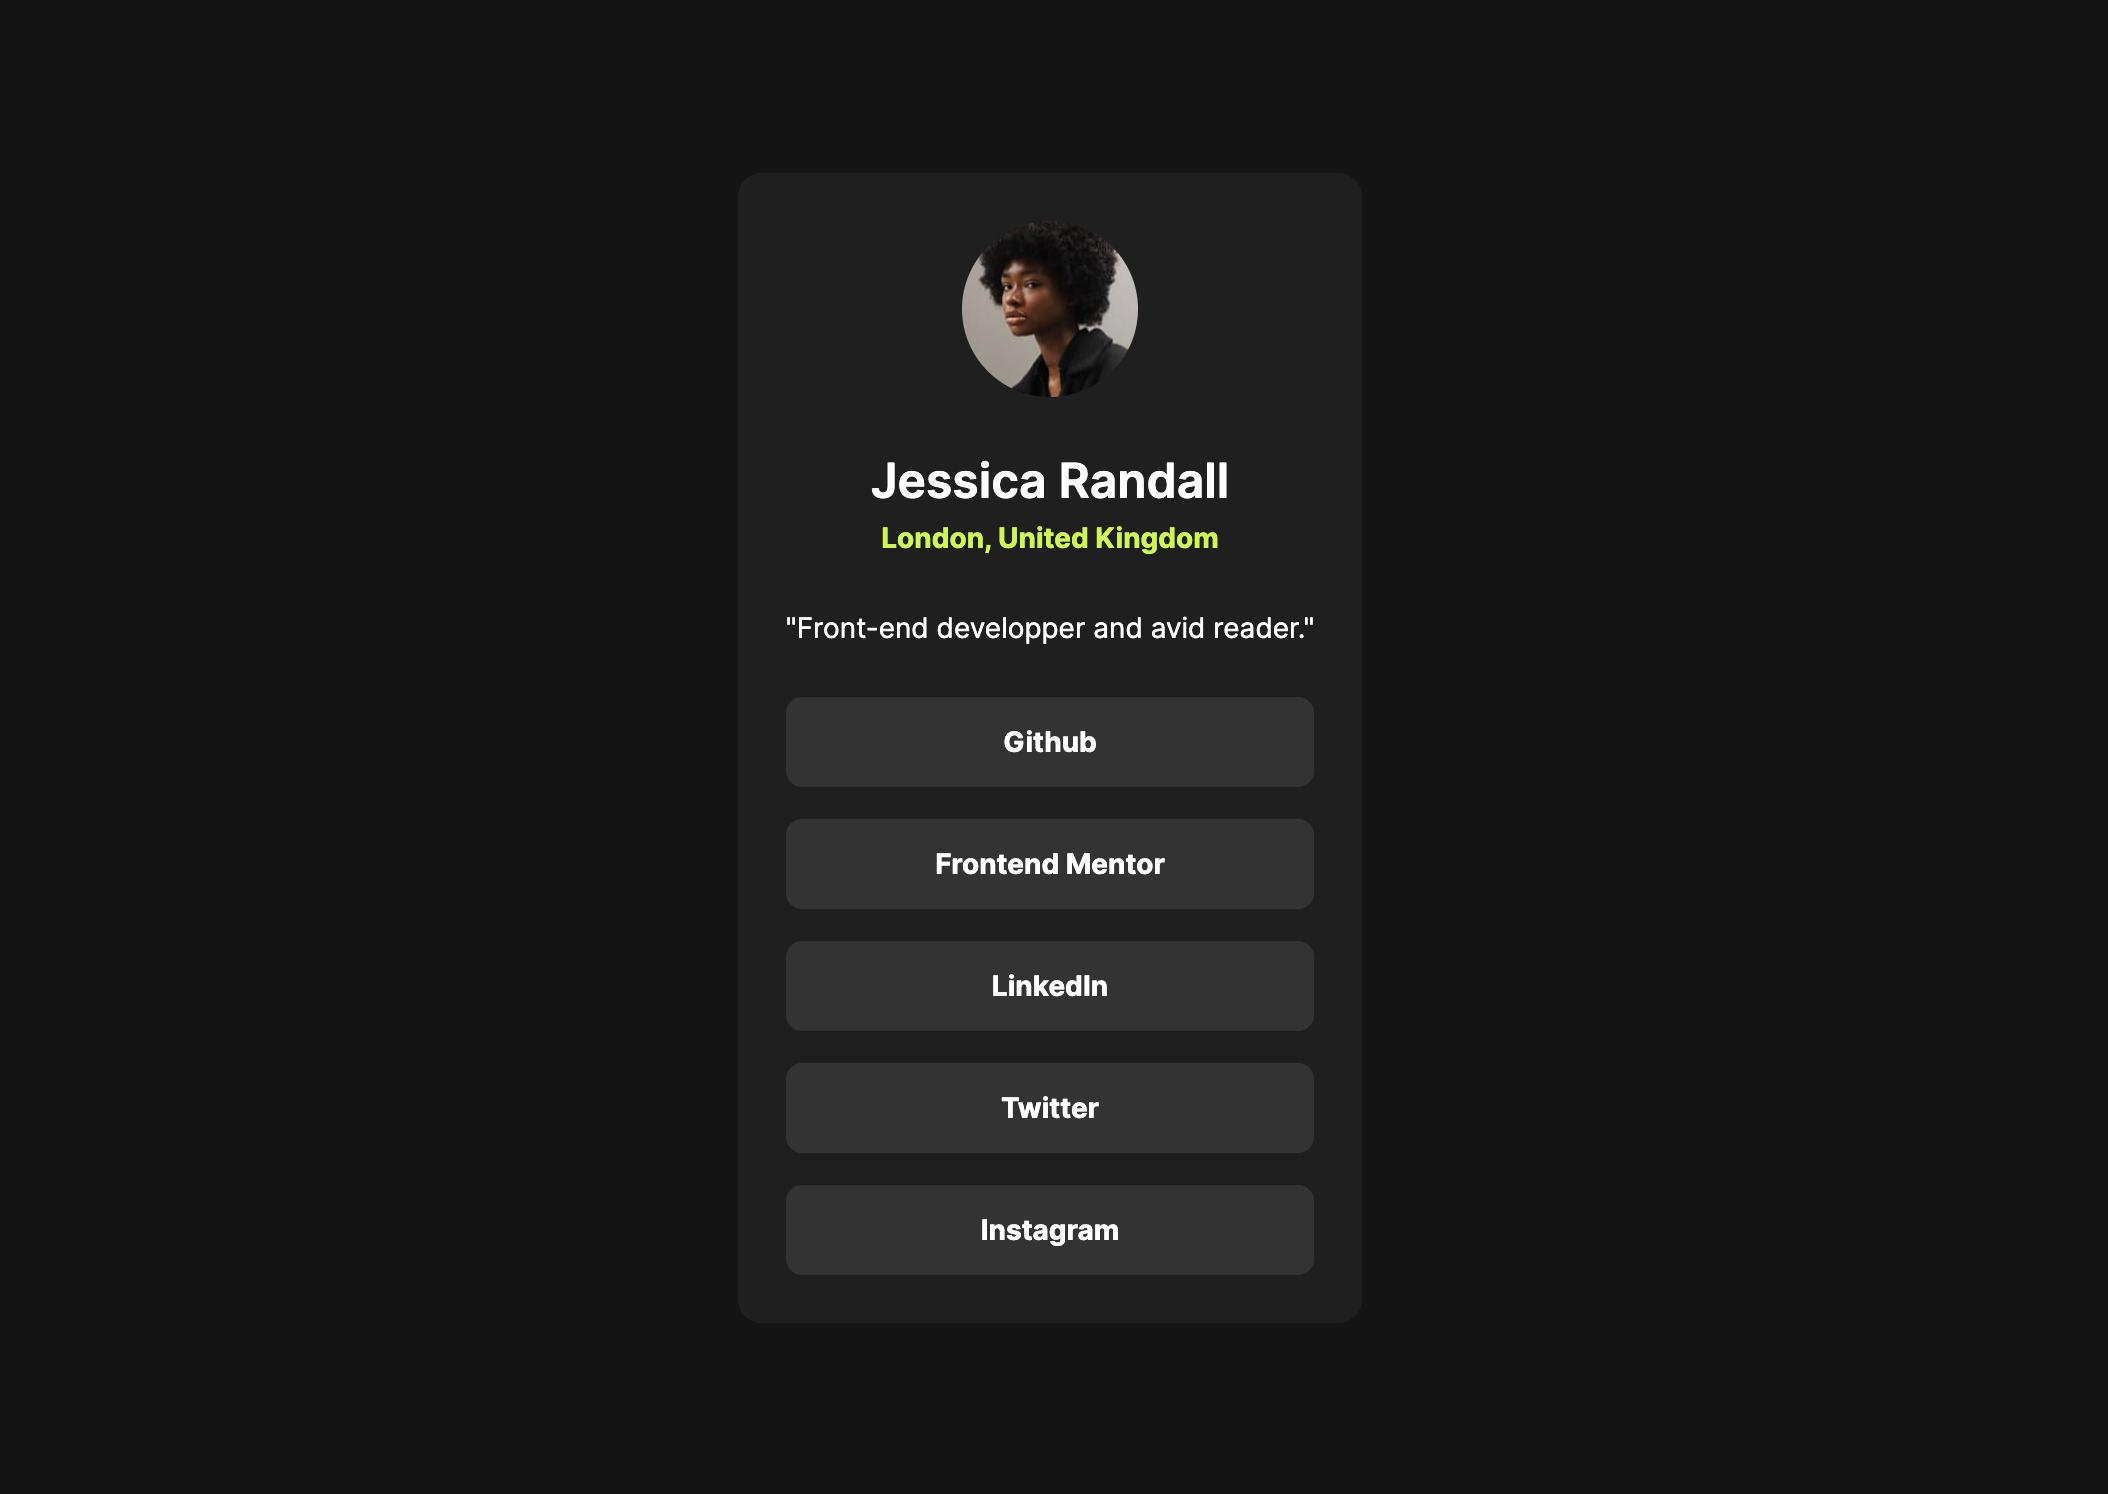 Jessica Randall
London, United Kingdom
"Front-end developper and avid reader."
Github
Frontend Mentor
LinkedIn
Twitter
Instagram